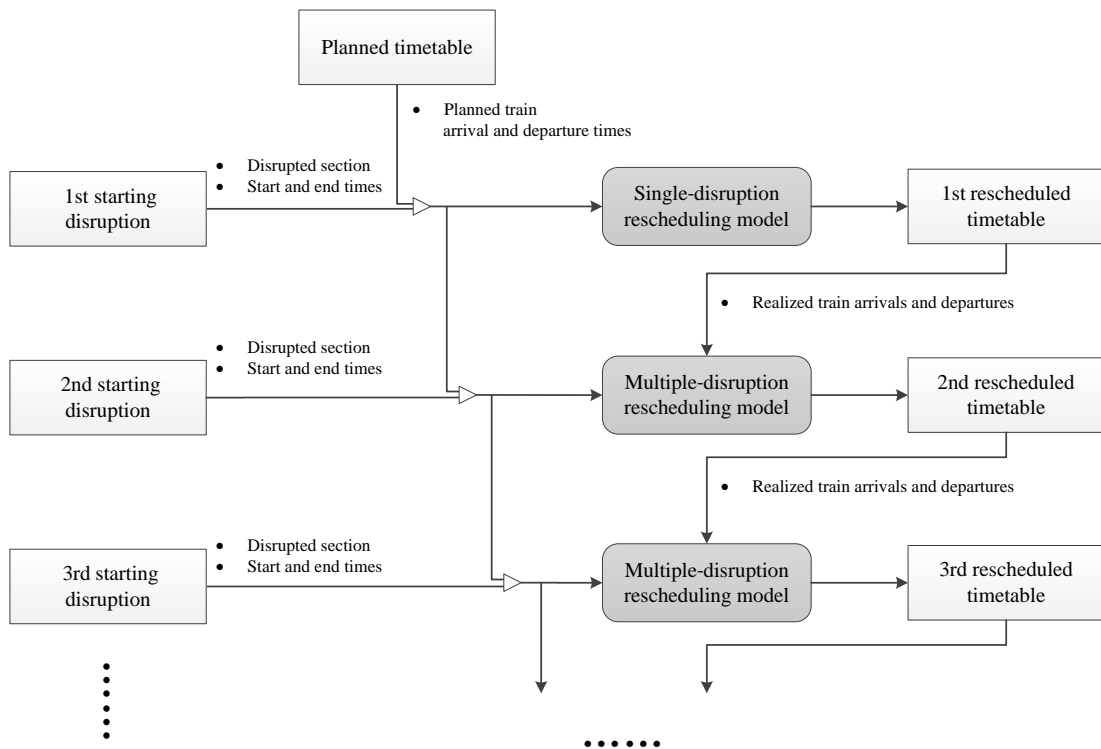 Planned timetable
• Planned train
arrival and departure times
• Disrupted section
• Start and end times
1st starting
disruption
Single-disruption
rescheduling model
1st rescheduled
timetable
• Realized train arrivals and departures
• Disrupted section
• Start and end times
2nd starting
disruption
Multiple-disruption
rescheduling model
2nd rescheduled
timetable
• Realized train arrivals and departures
• Disrupted section
• Start and end times
3rd starting
disruption
Multiple-disruption
rescheduling model
3rd rescheduled
timetable